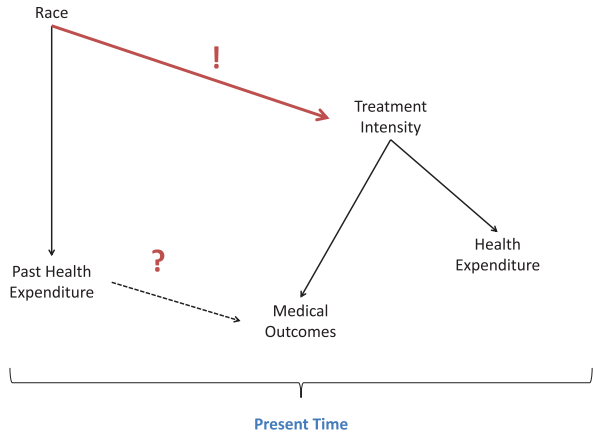 Race
!
Treatment
Intensity
Health
Expenditure
Past Health
Expenditure
?
Medical
Outcomes
Present Time